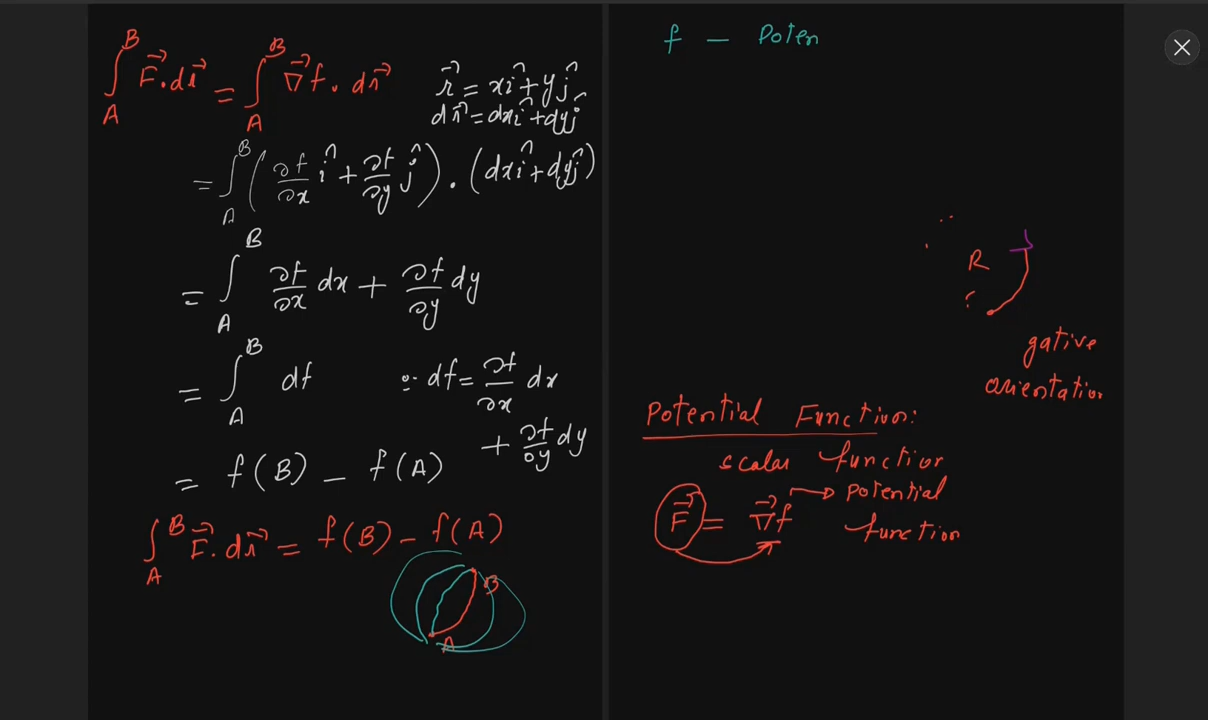 ∫_A^B F⃗.dr⃗ = ∫_A^B ∇⃗f. dr⃗
r⃗ = xî + yĵ
dr⃗ = dxî + dyĵ
= ∫_A^B (∂f/∂x î + ∂f/∂y ĵ) . (dxî + dyĵ)
= ∫_A^B ∂f/∂x dx + ∂f/∂y dy
= ∫_A^B df ∵ df = ∂f/∂x dx
+ ∂f/∂y dy
= f(B) − f(A)
∫_A^B F⃗. dr⃗ = f(B) − f(A)
B
A
f — Poten
R
gative
orientation
Potential Function:
scalar function
F⃗ = ∇⃗f → potential
function